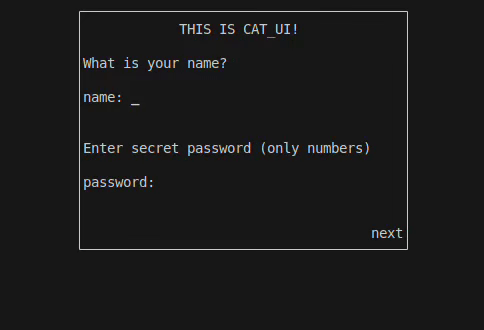 THIS IS CAT_UI!
What is your name?
name: _
Enter secret password (only numbers)
password:
next